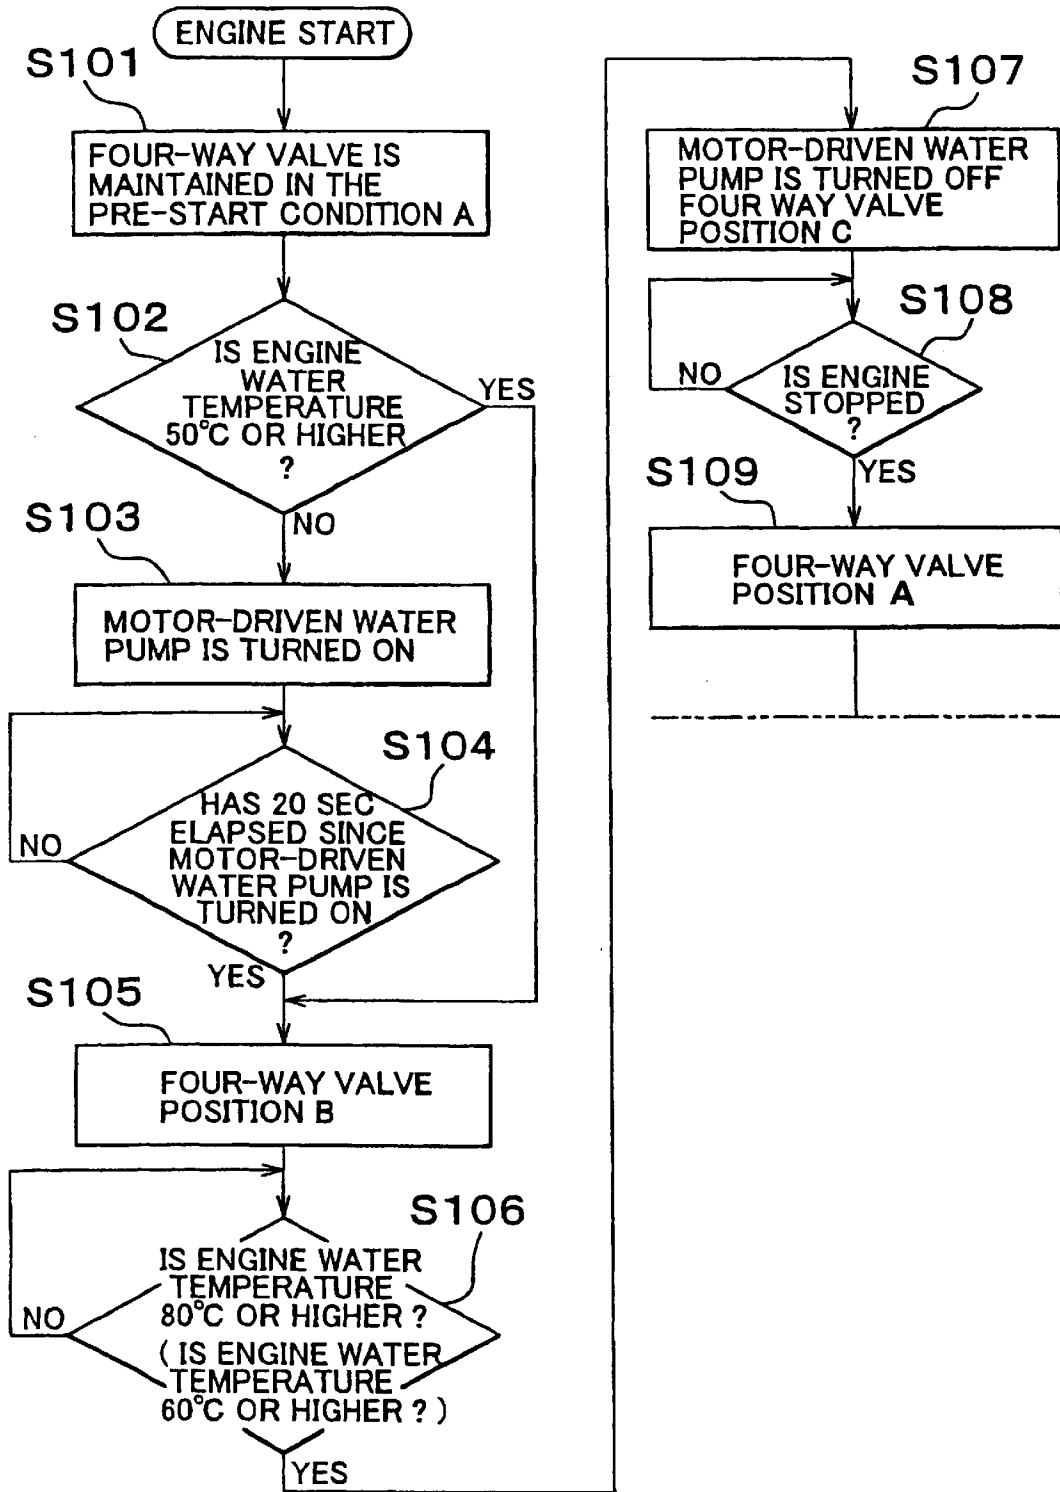 ENGINE START
S101
FOUR-WAY VALVE IS
MAINTAINED IN THE
PRE-START CONDITION A
S102
IS ENGINE
WATER
TEMPERATURE
50°C OR HIGHER
?
YES
NO
S103
MOTOR-DRIVEN WATER
PUMP IS TURNED ON
S104
HAS 20 SEC
ELAPSED SINCE
MOTOR-DRIVEN
WATER PUMP IS
TURNED ON
?
NO
YES
S105
FOUR-WAY VALVE
POSITION B
S106
IS ENGINE WATER
TEMPERATURE
80°C OR HIGHER ?
( IS ENGINE WATER
TEMPERATURE
60°C OR HIGHER ? )
NO
YES
S107
MOTOR-DRIVEN WATER
PUMP IS TURNED OFF
FOUR WAY VALVE
POSITION C
S108
IS ENGINE
STOPPED
?
NO
YES
S109
FOUR-WAY VALVE
POSITION A